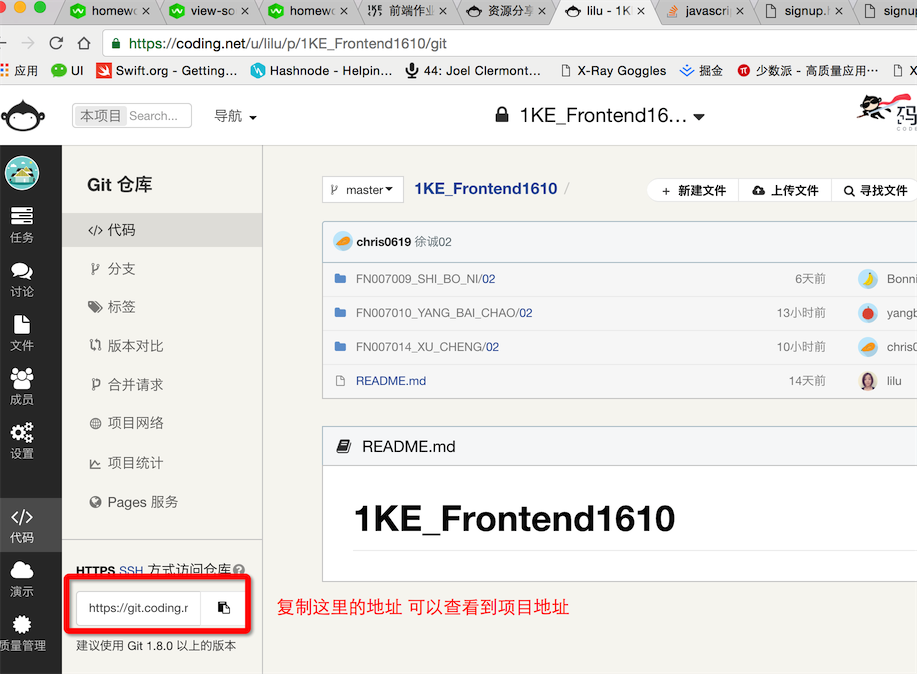 homewo
view-so
homewo
前端作业
资源分享
lilu - 1K
javascri
signup.h
signup
https://coding.net/u/lilu/p/1KE_Frontend1610/git
应用
UI
Swift.org - Getting...
Hashnode - Helpin...
44: Joel Clermont...
X-Ray Goggles
掘金
少数派 - 高质量应用…
X
本项目 Search...
导航
1KE_Frontend16...
码
任务
讨论
文件
成员
设置
代码
演示
质量管理
Git 仓库
代码
分支
标签
版本对比
合并请求
项目网络
项目统计
Pages 服务
HTTPS SSH 方式访问仓库
https://git.coding.r
建议使用 Git 1.8.0 以上的版本
master
1KE_Frontend1610 /
+ 新建文件
上传文件
寻找文件
chris0619 徐诚02
FN007009_SHI_BO_NI/02 6天前 Bonni
FN007010_YANG_BAI_CHAO/02 13小时前 yangb
FN007014_XU_CHENG/02 10小时前 chris0
README.md 14天前 lilu
README.md
1KE_Frontend1610
复制这里的地址 可以查看到项目地址